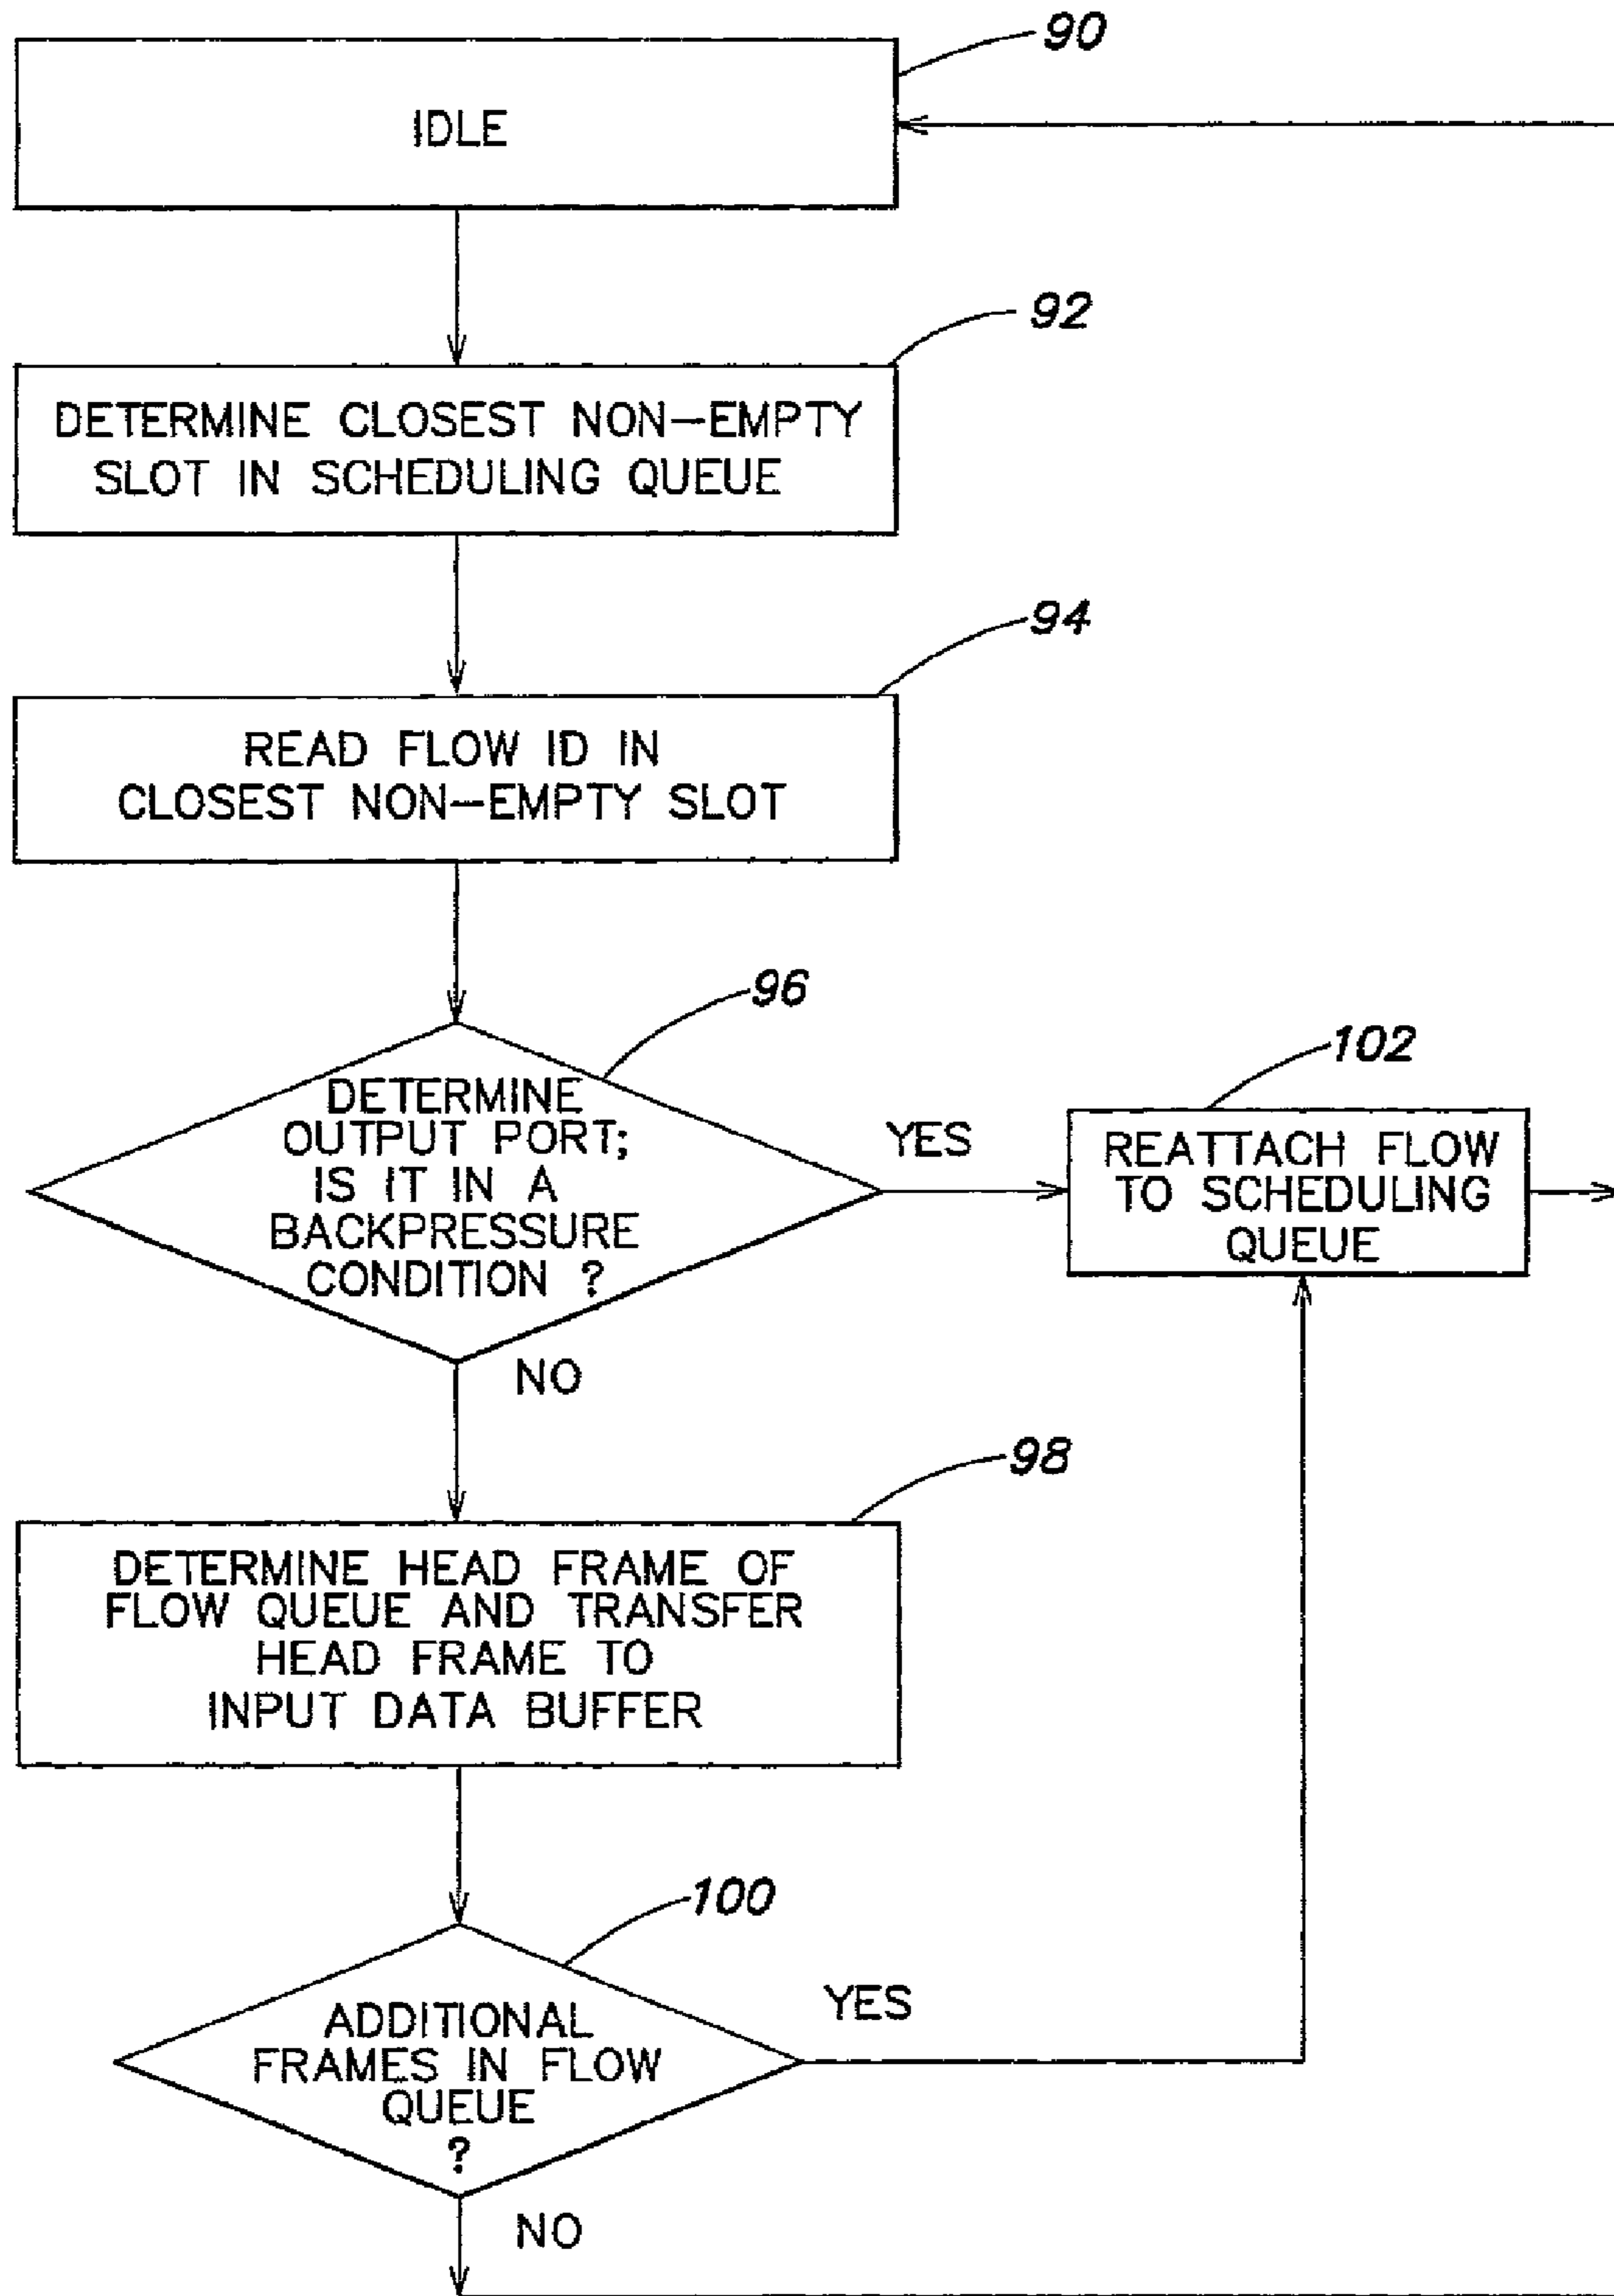 90
IDLE
92
DETERMINE CLOSEST NON-EMPTY
SLOT IN SCHEDULING QUEUE
94
READ FLOW ID IN
CLOSEST NON-EMPTY SLOT
96
DETERMINE
OUTPUT PORT;
IS IT IN A
BACKPRESSURE
CONDITION ?
YES
102
REATTACH FLOW
TO SCHEDULING
QUEUE
NO
98
DETERMINE HEAD FRAME OF
FLOW QUEUE AND TRANSFER
HEAD FRAME TO
INPUT DATA BUFFER
100
ADDITIONAL
FRAMES IN FLOW
QUEUE
?
YES
NO